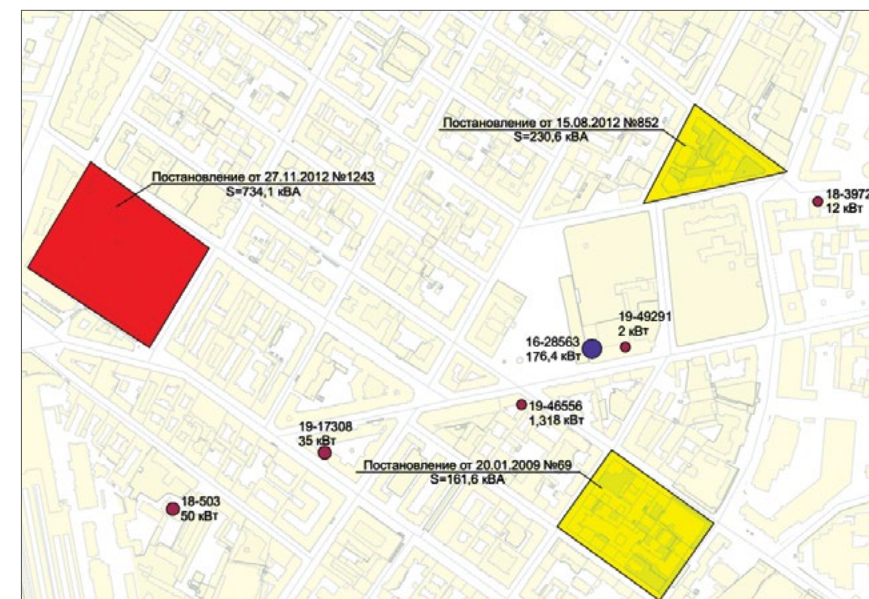 Постановление от 15.08.2012 №852
S=230,6 кВА
Постановление от 27.11.2012 №1243
S=734,1 кВА
18-3972
12 кВт
19-49291
2 кВт
16-28563
176,4 кВт
19-46556
1,318 кВт
19-17308
35 кВт
Постановление от 20.01.2009 №69
S=161,6 кВА
18-503
50 кВт